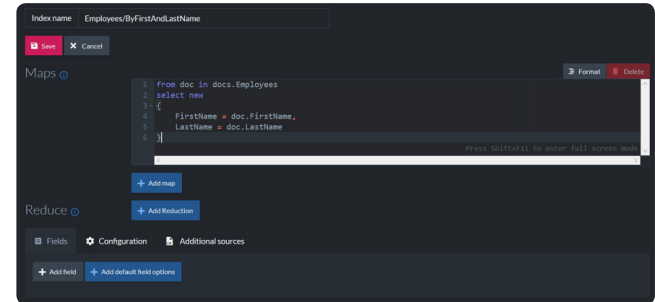 Index name Employees/ByFirstAndLastName
Save Cancel
Maps
Format Delete
1 from doc in docs.Employees
2 select new
3 {
4 FirstName = doc.FirstName,
5 LastName = doc.LastName
6 }
Press Shift+F11 to enter full screen mode
+ Add map
Reduce
+ Add Reduction
Fields Configuration Additional sources
+ Add field + Add default field options